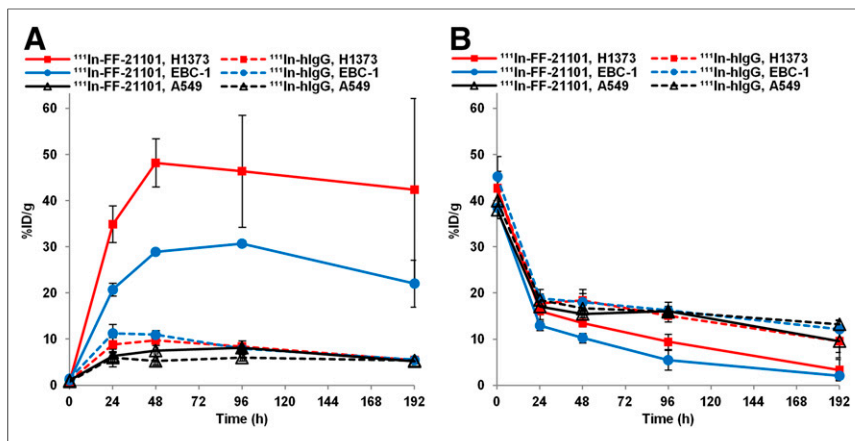 A
¹¹¹In-FF-21101, H1373 ¹¹¹In-hIgG, H1373
¹¹¹In-FF-21101, EBC-1 ¹¹¹In-hIgG, EBC-1
¹¹¹In-FF-21101, A549 ¹¹¹In-hIgG, A549
60
50
40
30
20
10
0
%ID/g
0 24 48 72 96 120 144 168 192
Time (h)
B
¹¹¹In-FF-21101, H1373 ¹¹¹In-hIgG, H1373
¹¹¹In-FF-21101, EBC-1 ¹¹¹In-hIgG, EBC-1
¹¹¹In-FF-21101, A549 ¹¹¹In-hIgG, A549
60
50
40
30
20
10
0
%ID/g
0 24 48 72 96 120 144 168 192
Time (h)